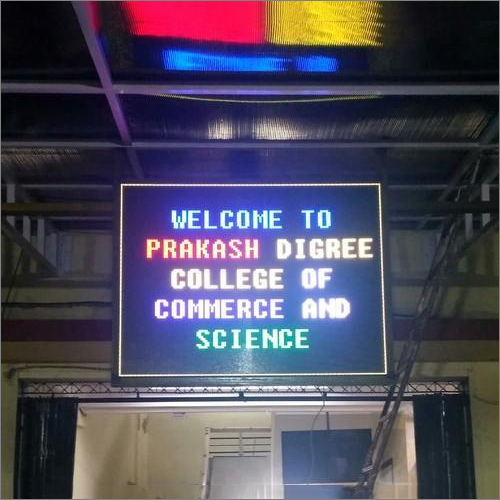 WELCOME TO
PRAKASH DIGREE
COLLEGE OF
COMMERCE AND
SCIENCE